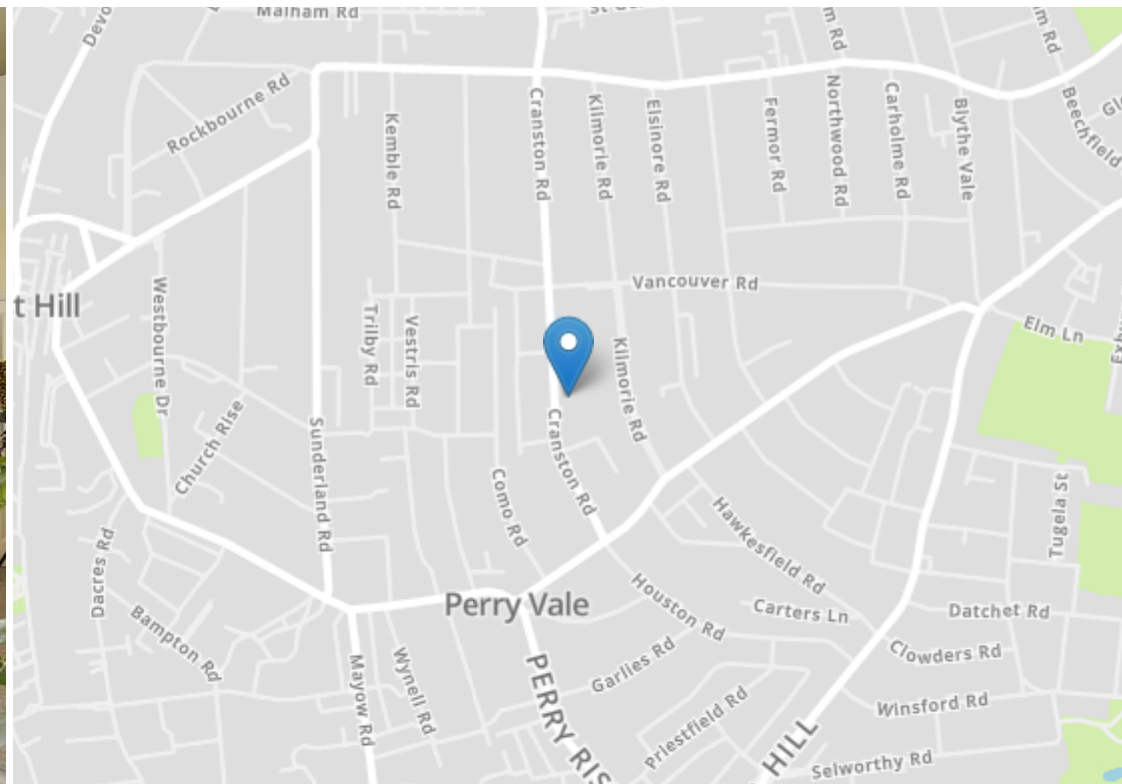 Malham Rd
Rockbourne Rd
Kemble Rd
Cranston Rd
Kilmorie Rd
Elsinore Rd
Fermor Rd
Northwood Rd
Carholme Rd
Blythe Vale
Beechfield
t Hill
Westbourne Dr
Trilby Rd
Vestris Rd
Vancouver Rd
Kilmorie Rd
Elm Ln
Church Rise
Sunderland Rd
Cranston Rd
Como Rd
Hawkesfield Rd
Tugela St
Dacres Rd
Bampton Rd
Perry Vale
Houston Rd
Carters Ln
Datchet Rd
Mayow Rd
Wynell Rd
PERRY RIS
Garlies Rd
Priestfield Rd
Clowders Rd
Winsford Rd
HILL
Selworthy Rd